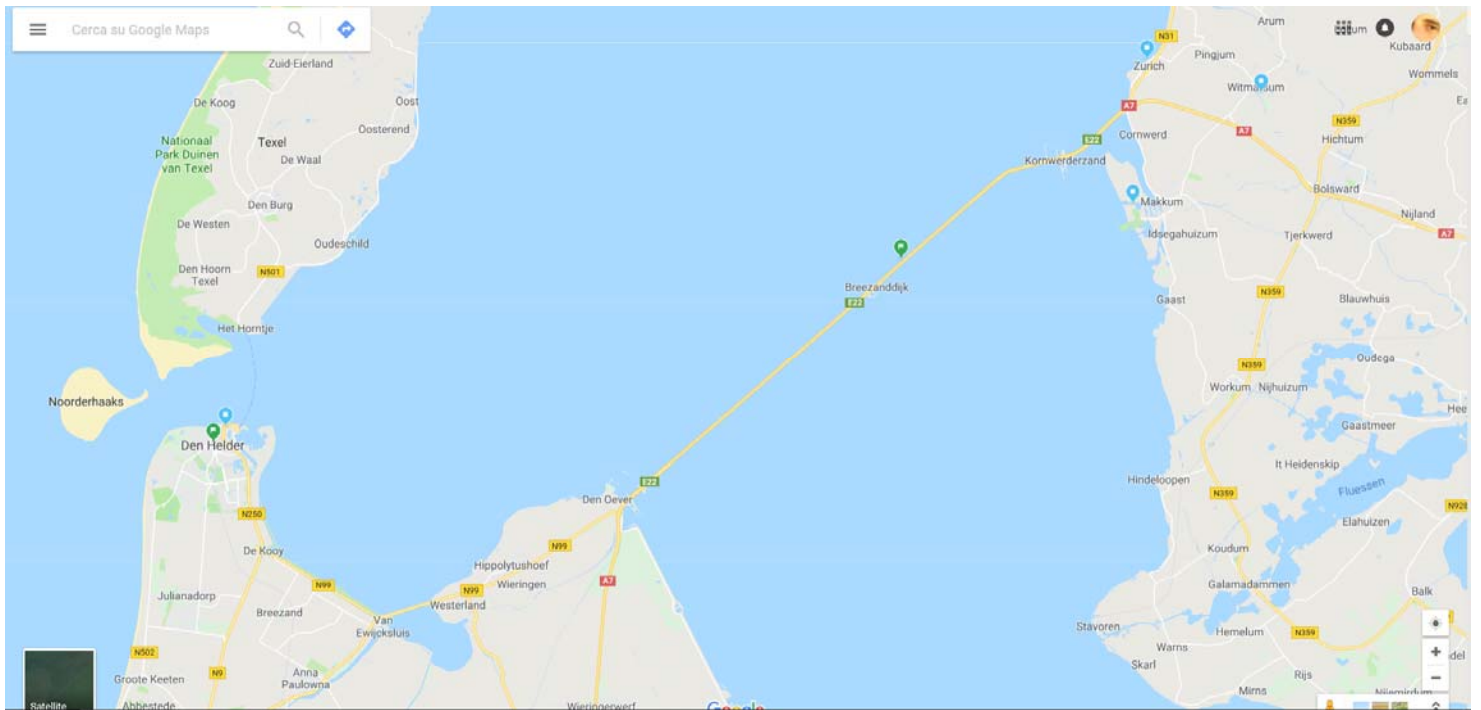 Cerca su Google Maps
Zuid-Eierland
De Koog
Oost
Oosterend
Nationaal
Park Duinen
van Texel
Texel
De Waal
Den Burg
De Westen
Oudeschild
Den Hoorn
Texel
N501
Het Horntje
Noorderhaaks
Den Helder
N250
De Kooy
N99
Julianadorp
Breezand
Van
Ewijcksluis
N502
N9
Groote Keeten
Anna
Paulowna
Abbestede
Satellite
Den Oever
E22
N99
Hippolytushoef
Wieringen
N99
Westerland
A7
Wieringerwerf
Google
Breezanddijk
E22
Kornwerderzand
E22
A7
Cornwerd
N31
Zurich
Arum
Pingjum
Kubaard
Wommels
Witmarsum
A7
N359
Hichtum
Bolsward
Nijland
A7
Makkum
Idsegahuizum
Tjerkwerd
Gaast
N359
Blauwhuis
Oudega
N359
Workum
Nijhuizum
Hee
Gaastmeer
It Heidenskip
Fluessen
Hindeloopen
N359
N928
Elahuizen
Koudum
Galamadammen
Balk
Stavoren
Hemelum
N359
Warns
Skarl
Rijs
Mirns
Nijemirdum